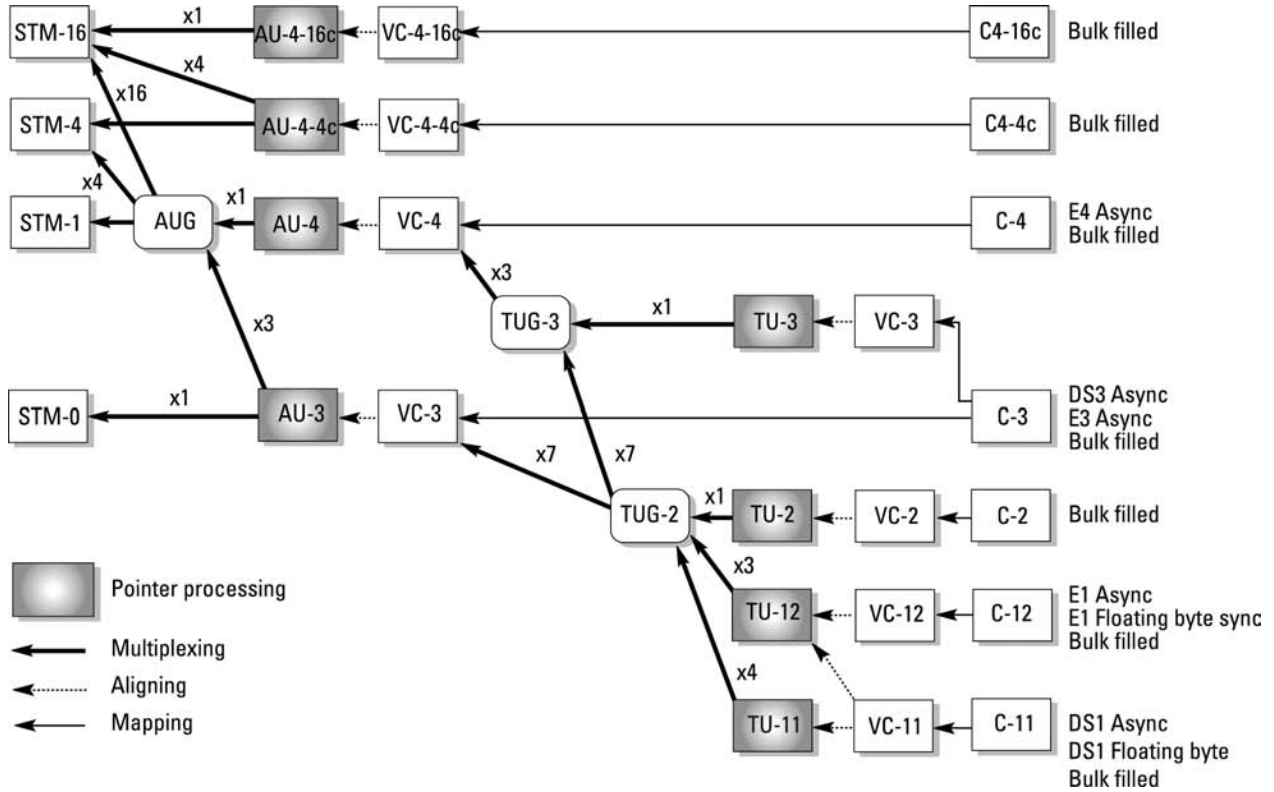 x1
STM-16
AU-4-16c
VC-4-16c
C4-16c
Bulk filled
x4
x16
STM-4
AU-4-4c
VC-4-4c
C4-4c
Bulk filled
x4
x1
STM-1
AUG
AU-4
VC-4
C-4
E4 Async
Bulk filled
x3
TUG-3
x1
TU-3
VC-3
x3
STM-0
x1
AU-3
VC-3
C-3
DS3 Async
E3 Async
Bulk filled
x7
x7
TUG-2
x1
TU-2
VC-2
C-2
Bulk filled
x3
TU-12
VC-12
C-12
E1 Async
E1 Floating byte sync
Bulk filled
x4
TU-11
VC-11
C-11
DS1 Async
DS1 Floating byte
Bulk filled
Pointer processing
Multiplexing
Aligning
Mapping